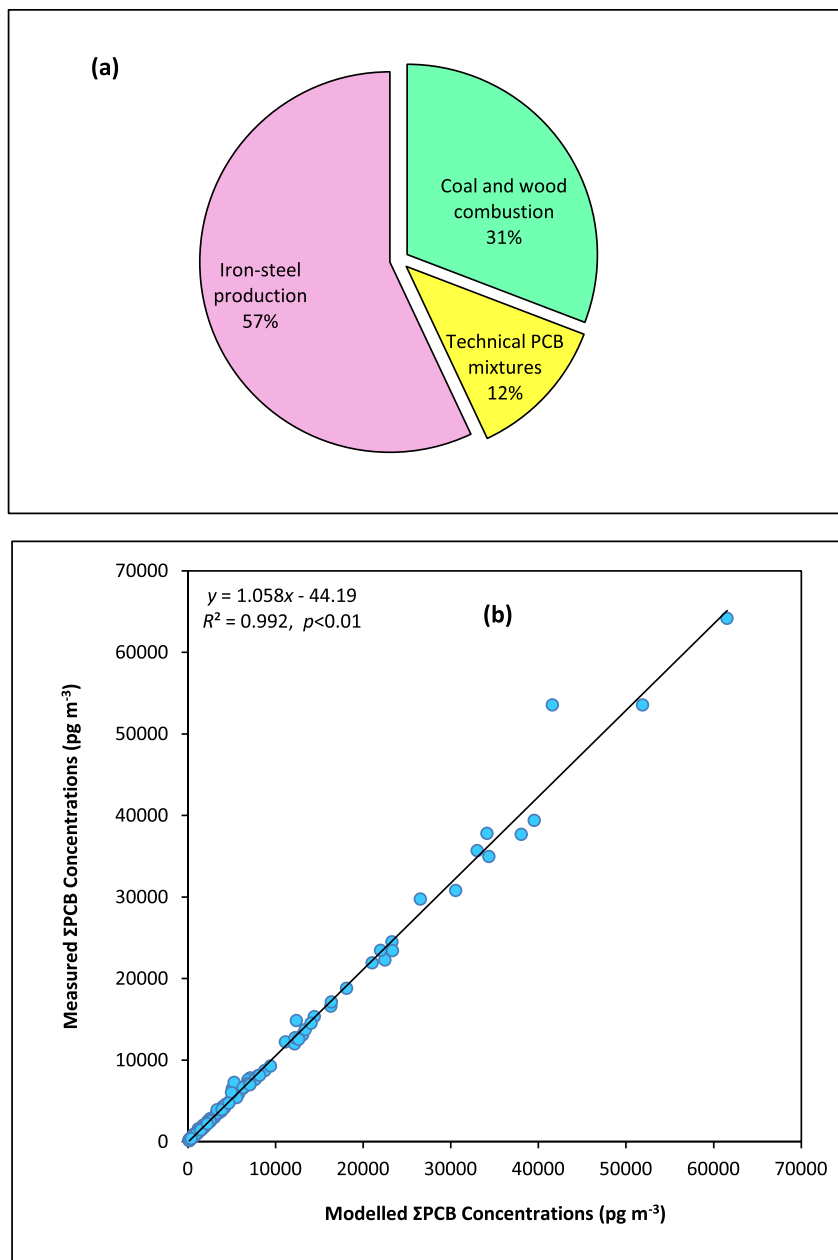 (a)
Coal and wood
combustion
31%
Iron-steel
production
57%
Technical PCB
mixtures
12%
y = 1.058x - 44.19
R² = 0.992, p<0.01
(b)
70000
60000
50000
40000
30000
20000
10000
0
Measured ΣPCB Concentrations (pg m⁻³)
0 10000 20000 30000 40000 50000 60000 70000
Modelled ΣPCB Concentrations (pg m⁻³)